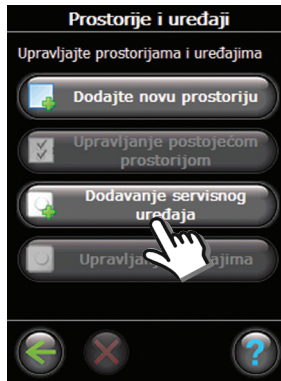 Prostorije i uređaji
Upravljajte prostorijama i uređajima
Dodajte novu prostoriju
Upravljanje postojećom
prostorijom
Dodavanje servisnog
uređaja
?